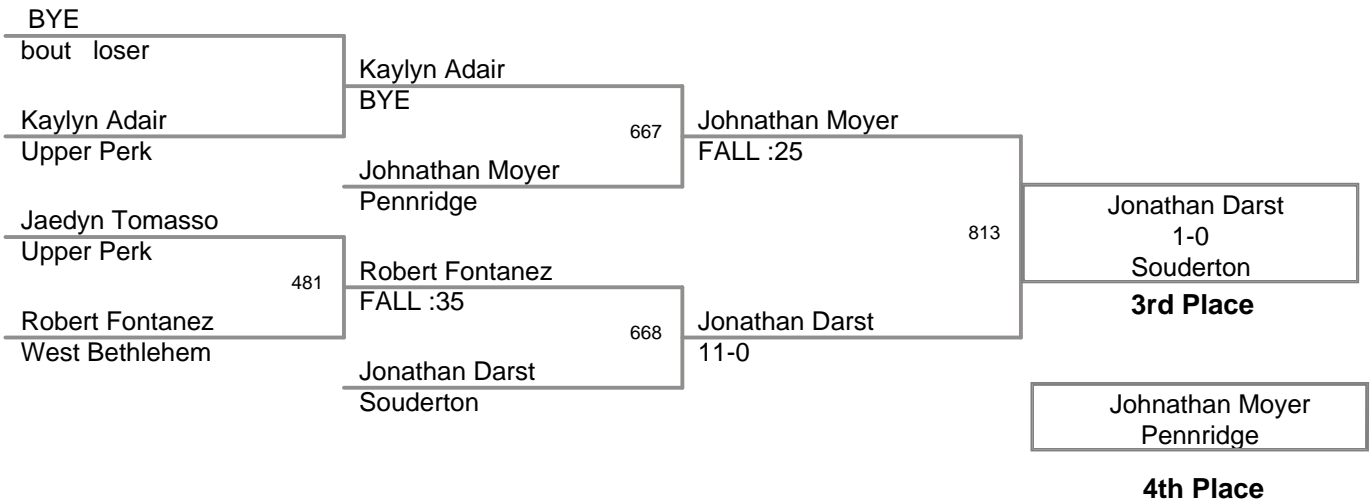 BYE
bout loser
Kaylyn Adair
Upper Perk
Jaedyn Tomasso
Upper Perk
481
Robert Fontanez
West Bethlehem
Kaylyn Adair
BYE
667
Johnathan Moyer
Pennridge
Robert Fontanez
FALL :35
668
Jonathan Darst
Souderton
Johnathan Moyer
FALL :25
813
Jonathan Darst
11-0
Jonathan Darst
1-0
Souderton
3rd Place
Johnathan Moyer
Pennridge
4th Place